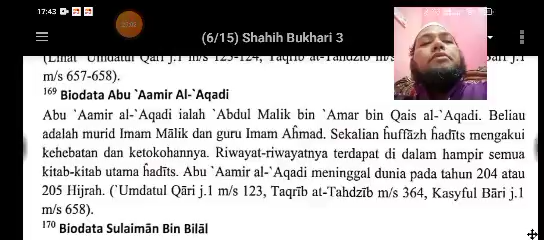 17:43
(6/15) Shahih Bukhari 3
m/s 657-658).
169 Biodata Abu `Aamir Al-`Aqadi
Abu `Aamir al-`Aqadi ialah `Abdul Malik bin `Amar bin Qais al-`Aqadi. Beliau
adalah murid Imam Mālik dan guru Imam Aḧmad. Sekalian ḧuffāzh ḧadīts mengakui
kehebatan dan ketokohannya. Riwayat-riwayatnya terdapat di dalam hampir semua
kitab-kitab utama ḧadīts. Abu `Aamir al-`Aqadi meninggal dunia pada tahun 204 atau
205 Hijrah. (`Umdatul Qāri j.1 m/s 123, Taqrīb at-Tahdzīb m/s 364, Kasyful Bāri j.1
m/s 658).
170 Biodata Sulaimān Bin Bilāl